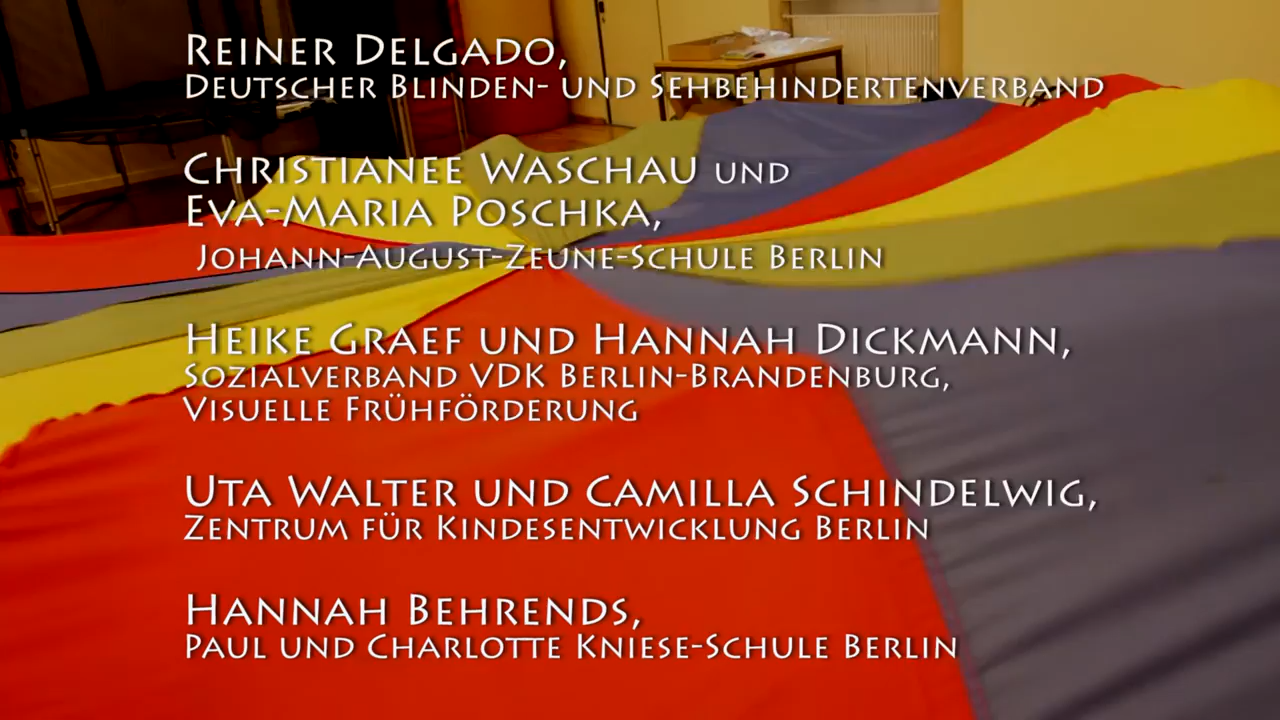 Reiner Delgado,
Deutscher Blinden- und Sehbehindertenverband
Christianee Waschau und
Eva-Maria Poschka,
Johann-August-Zeune-Schule Berlin
Heike Graef und Hannah Dickmann,
Sozialverband VDK Berlin-Brandenburg,
Visuelle Frühförderung
Uta Walter und Camilla Schindelwig,
Zentrum für Kindesentwicklung Berlin
Hannah Behrends,
Paul und Charlotte Kniese-Schule Berlin